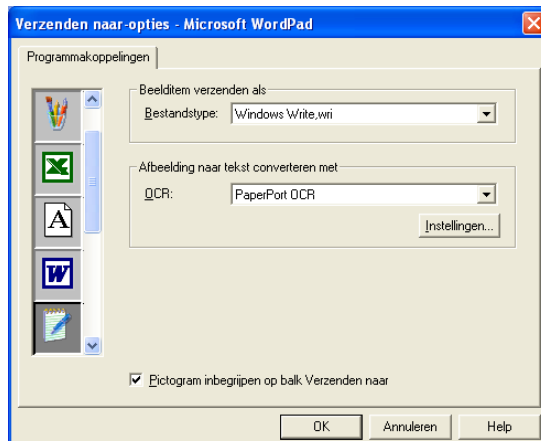 Verzenden naar-opties - Microsoft WordPad
Programmakoppelingen
Beelditem verzenden als
Bestandstype: Windows Write,wri
Afbeelding naar tekst converteren met
OCR: PaperPort OCR
Instellingen...
Pictogram inbegrijpen op balk Verzenden naar
OK Annuleren Help